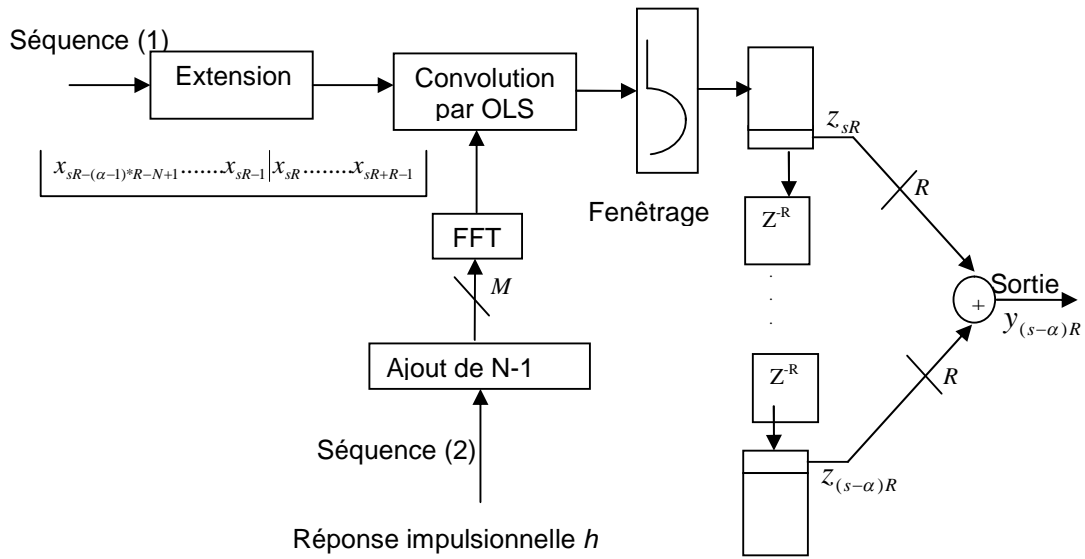 Séquence (1)
Extension
Convolution
par OLS
x_{sR-(α-1)*R-N+1}.......x_{sR-1}|x_{sR}........x_{sR+R-1}
Fenêtrage
z_{sR}
R
Z^{-R}
FFT
M
Ajout de N-1
Séquence (2)
Réponse impulsionnelle h
.
.
.
Z^{-R}
z_{(s-α)R}
R
+
Sortie
y_{(s-α)R}